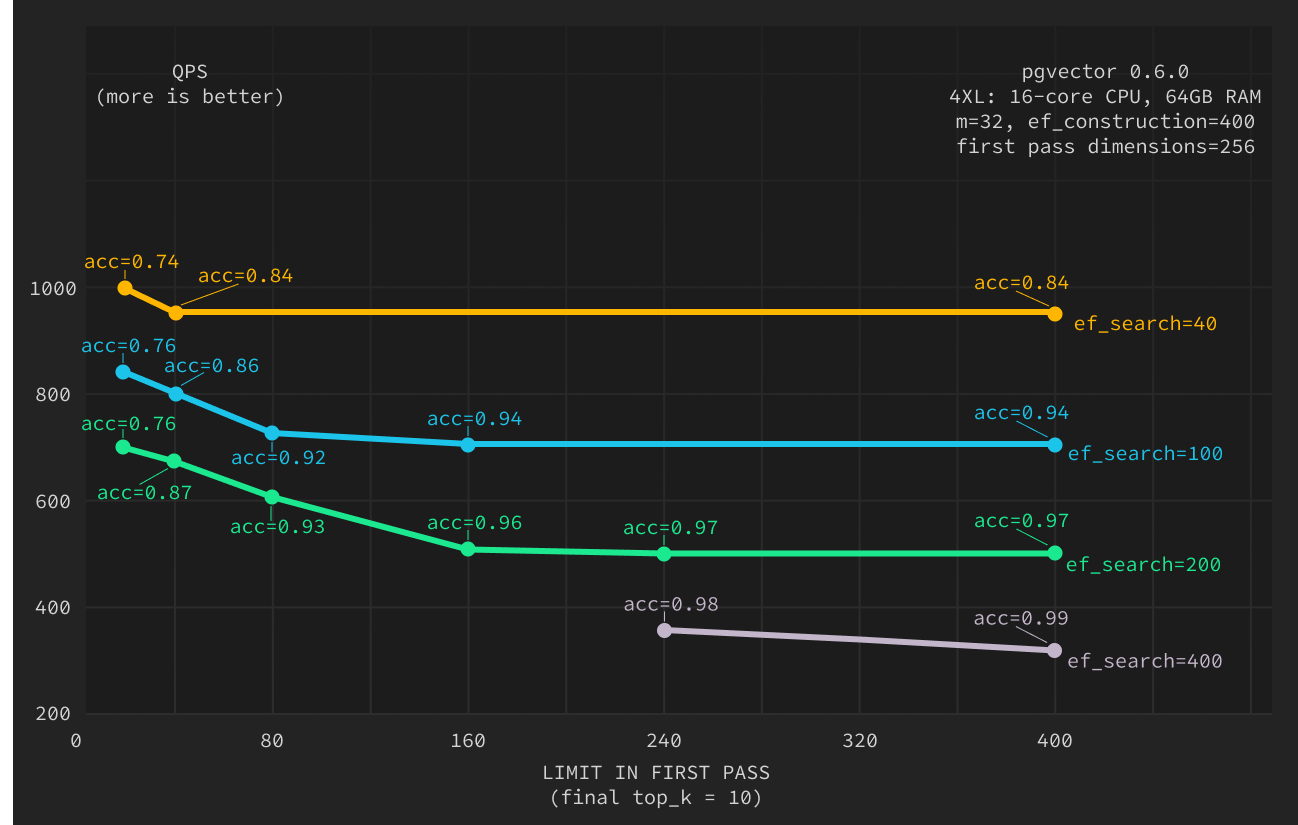 QPS
(more is better)
pgvector 0.6.0
4XL: 16-core CPU, 64GB RAM
m=32, ef_construction=400
first pass dimensions=256
acc=0.74
acc=0.84
acc=0.84
1000
ef_search=40
acc=0.76
acc=0.86
800
acc=0.94
acc=0.94
acc=0.76
acc=0.92
ef_search=100
acc=0.87
600
acc=0.93
acc=0.96
acc=0.97
acc=0.97
ef_search=200
400
acc=0.98
acc=0.99
ef_search=400
200
0 80 160 240 320 400
LIMIT IN FIRST PASS
(final top_k = 10)